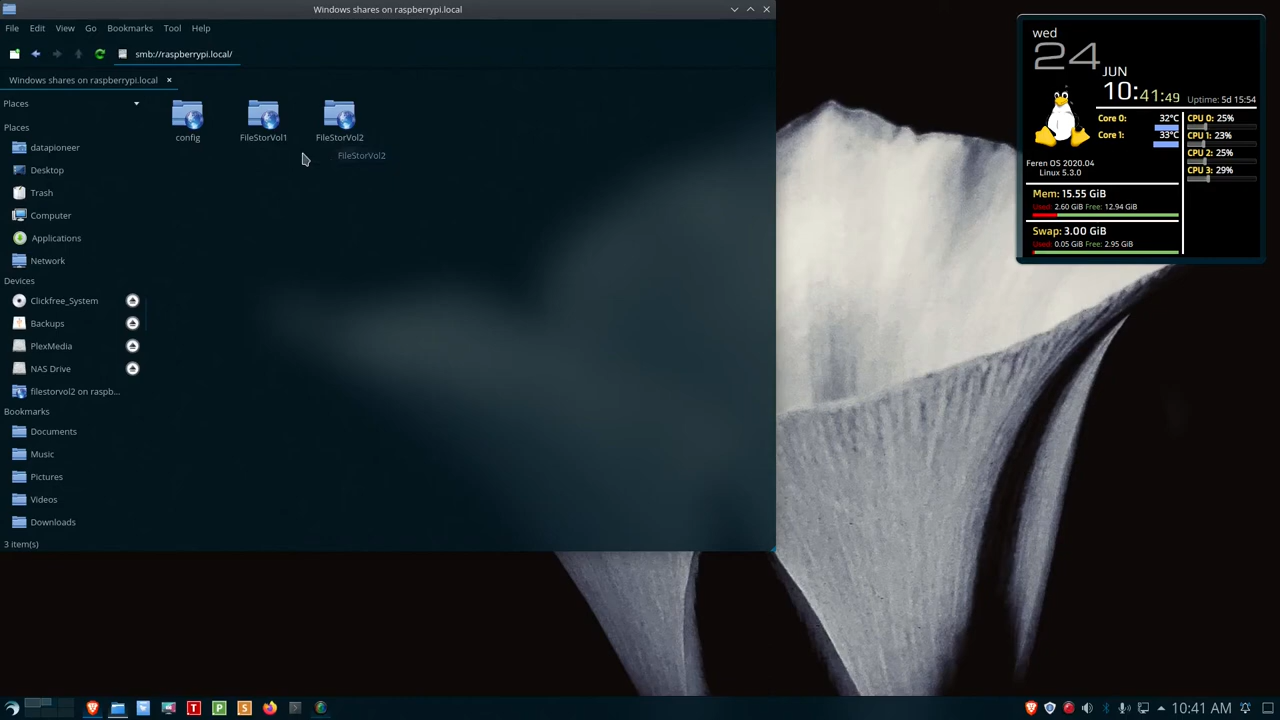 Windows shares on raspberrypi.local
File Edit View Go Bookmarks Tool Help
smb://raspberrypi.local/
Windows shares on raspberrypi.local
Places
Places
datapioneer
Desktop
Trash
Computer
Applications
Network
Devices
Clickfree_System
Backups
PlexMedia
NAS Drive
filestorvol2 on raspb...
Bookmarks
Documents
Music
Pictures
Videos
Downloads
3 item(s)
config FileStorVol1 FileStorVol2
FileStorVol2
wed
24
JUN
10:41:49
Uptime: 5d 15:54
Core 0: 32°C
Core 1: 33°C
Feren OS 2020.04
Linux 5.3.0
CPU 0: 25%
CPU 1: 23%
CPU 2: 25%
CPU 3: 29%
Mem: 15.55 GiB
Used: 2.60 GiB Free: 12.94 GiB
Swap: 3.00 GiB
Used: 0.05 GiB Free: 2.95 GiB
T P S
10:41 AM